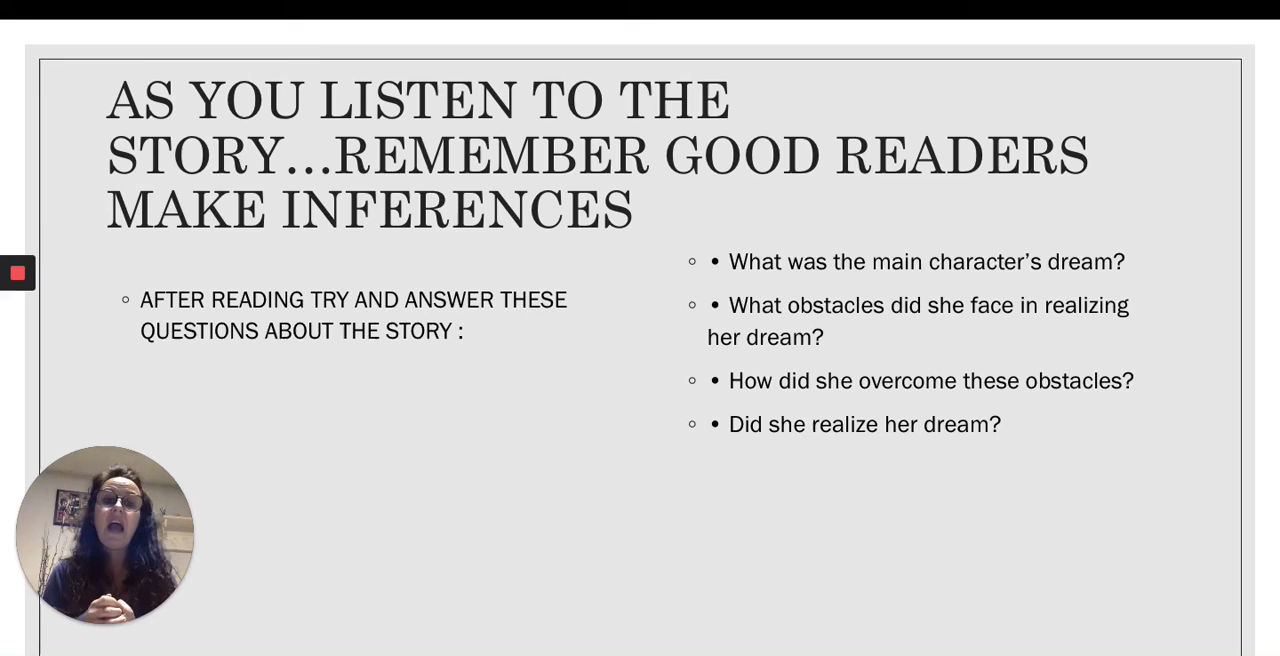 AS YOU LISTEN TO THE
STORY…REMEMBER GOOD READERS
MAKE INFERENCES
◦ AFTER READING TRY AND ANSWER THESE
QUESTIONS ABOUT THE STORY :
◦ • What was the main character’s dream?
◦ • What obstacles did she face in realizing
her dream?
◦ • How did she overcome these obstacles?
◦ • Did she realize her dream?